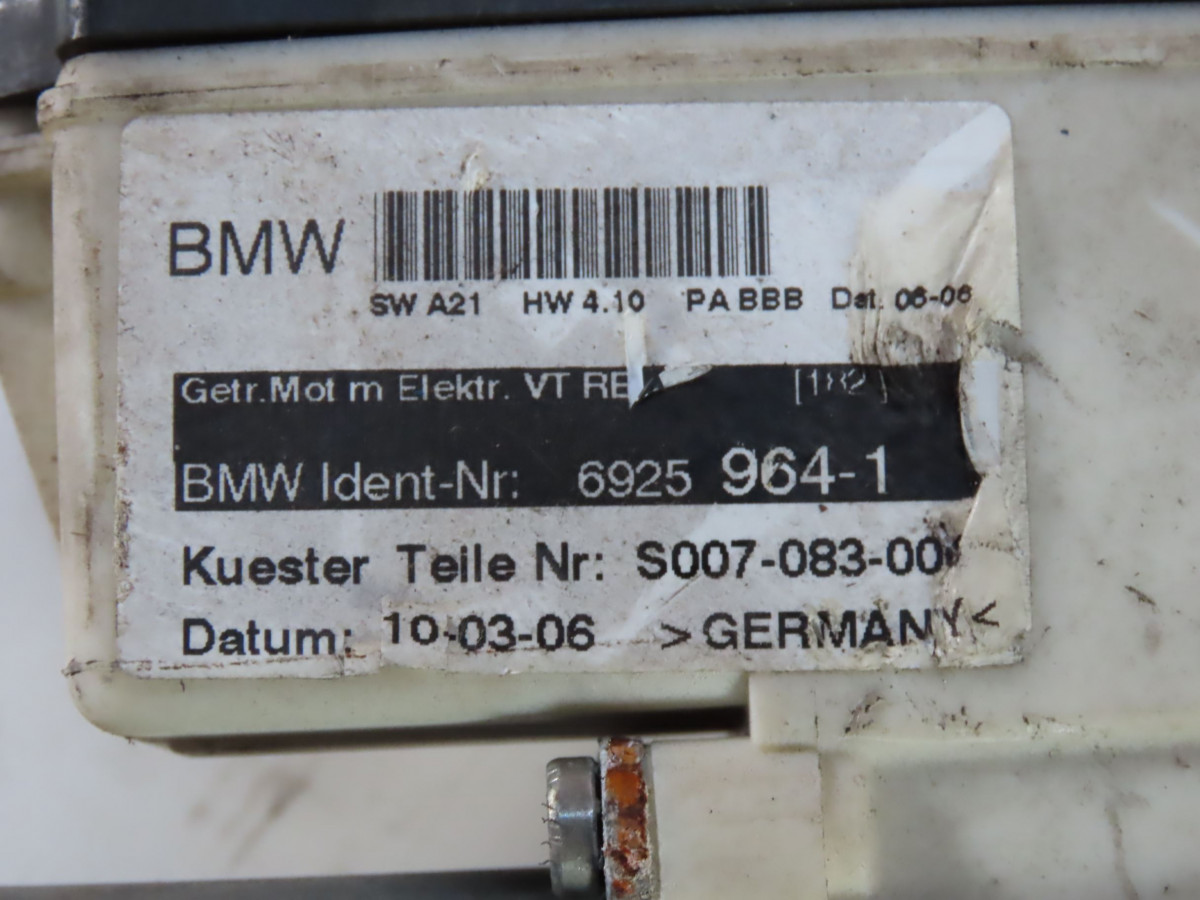 BMW
SW A21 HW 4.10 PA BBB Dat. 06-06
Getr.Mot m Elektr. VT RE [182]
BMW Ident-Nr: 6925 964-1
Kuester Teile Nr: S007-083-00
Datum: 10-03-06 >GERMANY<